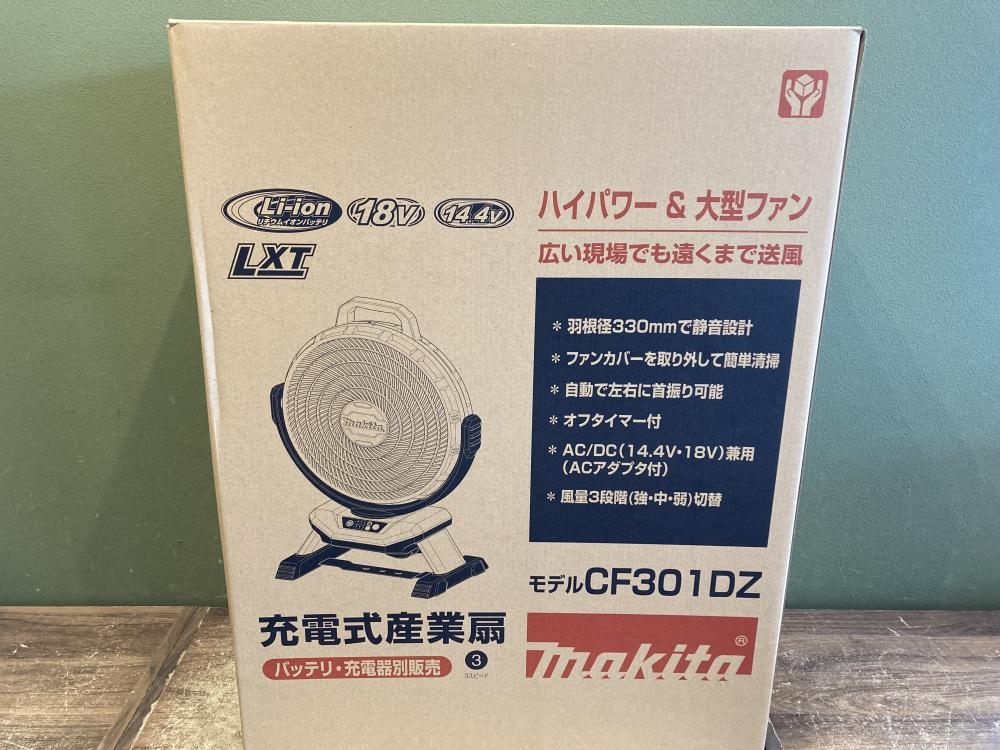 Li-ion
リチウムイオンバッテリ
18V
14.4V
LXT
ハイパワー & 大型ファン
広い現場でも遠くまで送風
makita
* 羽根径330mmで静音設計
* ファンカバーを取り外して簡単清掃
* 自動で左右に首振り可能
* オフタイマー付
* AC/DC(14.4V・18V)兼用
(ACアダプタ付)
* 風量3段階(強・中・弱)切替
モデルCF301DZ
充電式産業扇
バッテリ・充電器別販売
3
3スピード
makita®